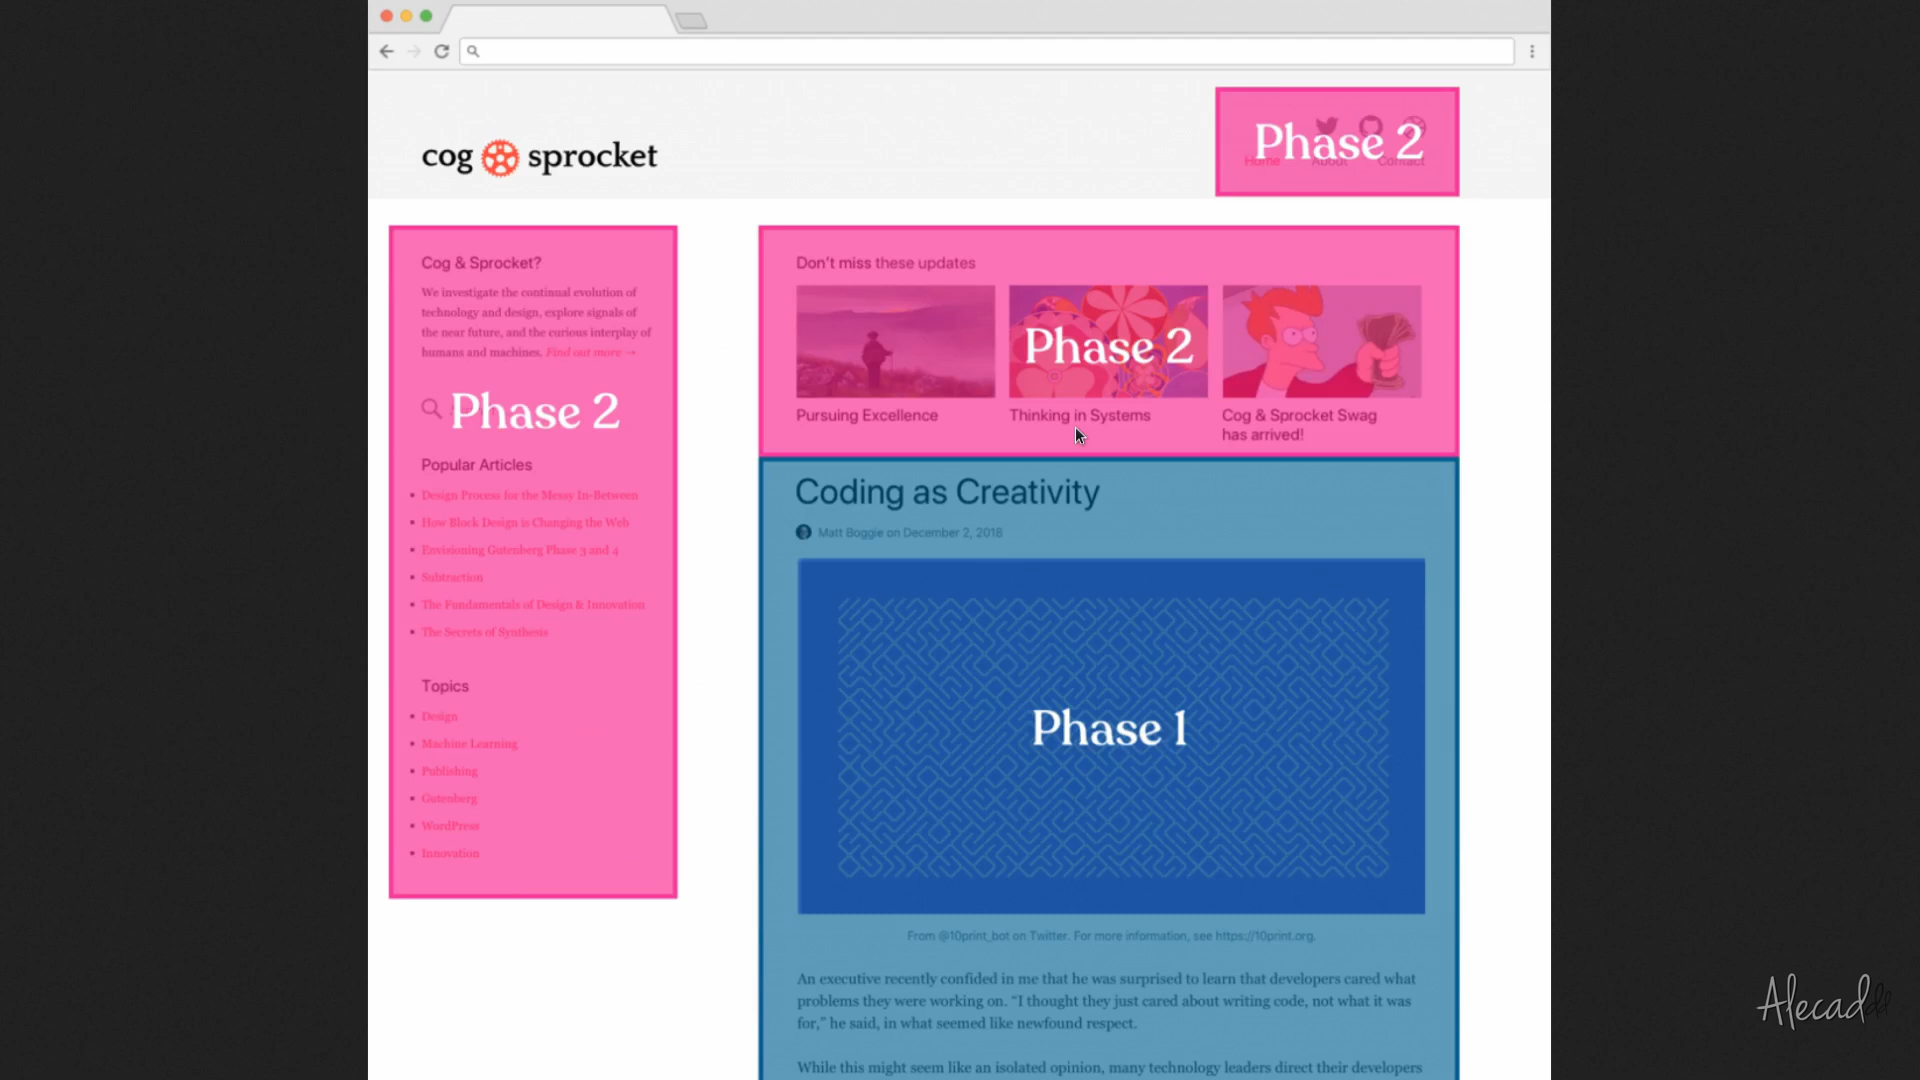 cog sprocket
Phase 2
Home About Contact
Cog & Sprocket?
We investigate the continual evolution of
technology and design, explore signals of
the near future, and the curious interplay of
humans and machines. Find out more →
Phase 2
Popular Articles
• Design Process for the Messy In-Between
• How Block Design is Changing the Web
• Envisioning Gutenberg Phase 3 and 4
• Subtraction
• The Fundamentals of Design & Innovation
• The Secrets of Synthesis
Topics
• Design
• Machine Learning
• Publishing
• Gutenberg
• WordPress
• Innovation
Don't miss these updates
Phase 2
Pursuing Excellence
Thinking in Systems
Cog & Sprocket Swag
has arrived!
Coding as Creativity
Matt Boggie on December 2, 2018
Phase 1
From @10print_bot on Twitter. For more information, see https://10print.org.
An executive recently confided in me that he was surprised to learn that developers cared what
problems they were working on. “I thought they just cared about writing code, not what it was
for,” he said, in what seemed like newfound respect.
While this might seem like an isolated opinion, many technology leaders direct their developers
Alecaddd